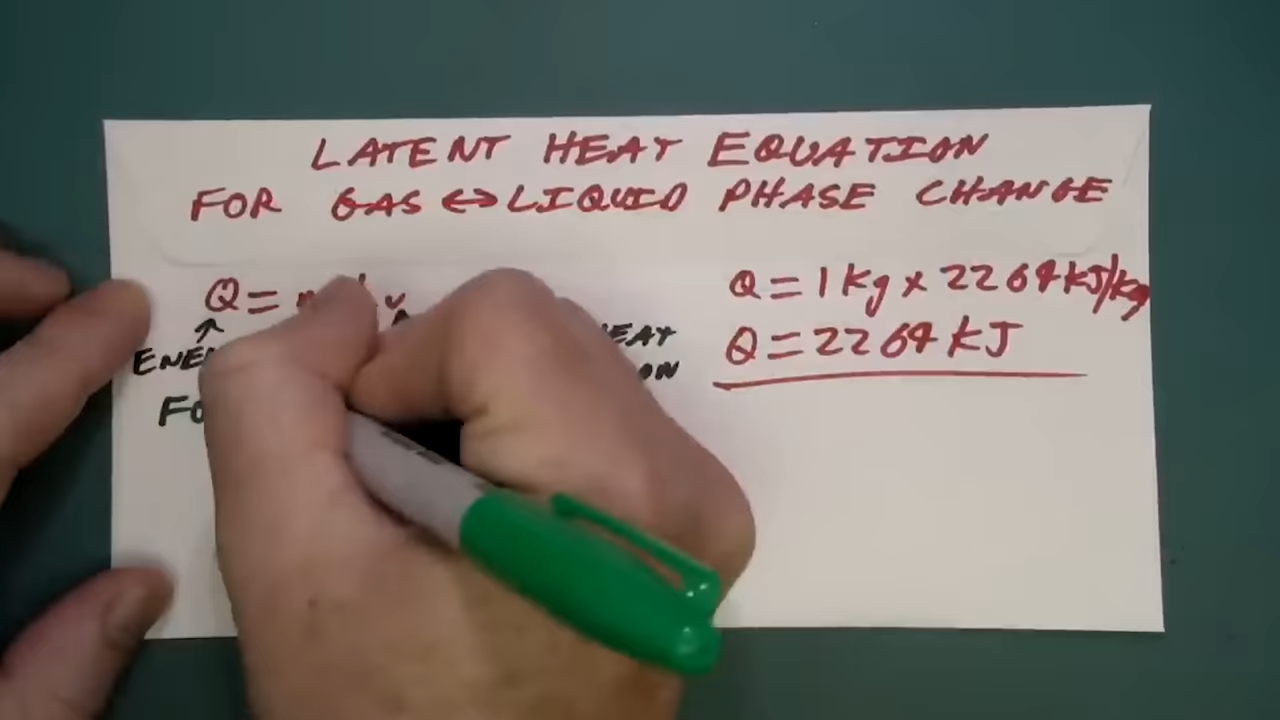 LATENT HEAT EQUATION
FOR GAS ↔ LIQUID PHASE CHANGE
Q =
Q = 1 Kg x 2264 KJ/Kg
Q = 2264 KJ